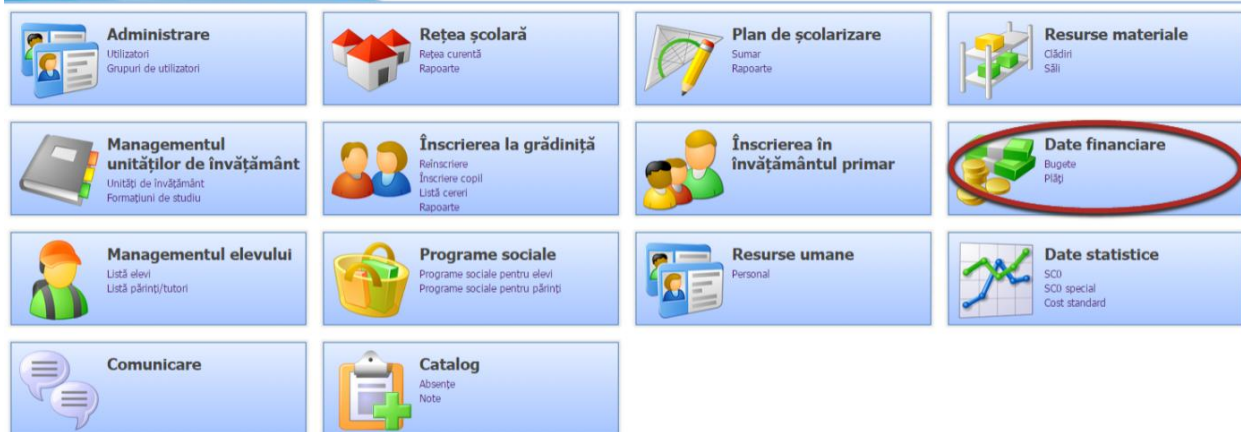 Administrare
Utilizatori
Grupuri de utilizatori
Rețea școlară
Rețea curentă
Rapoarte
Plan de școlarizare
Sumar
Rapoarte
Resurse materiale
Clădiri
Săli
Managementul
unităților de învățământ
Unități de învățământ
Formațiuni de studiu
Înscrierea la grădiniță
Reînscriere
Înscriere copil
Listă cereri
Rapoarte
Înscrierea în
învățământul primar
Date financiare
Bugete
Plăți
Managementul elevului
Listă elevi
Listă părinți/tutori
Programe sociale
Programe sociale pentru elevi
Programe sociale pentru părinți
Resurse umane
Personal
Date statistice
SC0
SC0 special
Cost standard
Comunicare
Catalog
Absențe
Note